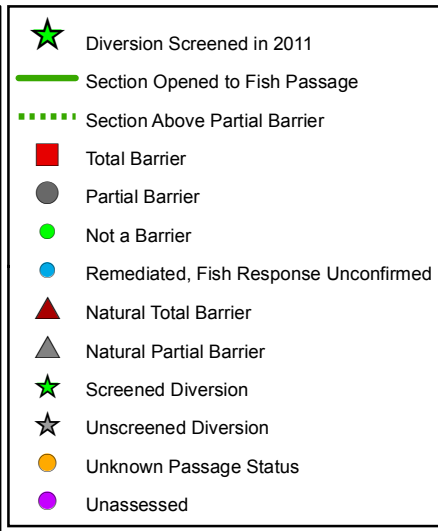 Diversion Screened in 2011
Section Opened to Fish Passage
Section Above Partial Barrier
Total Barrier
Partial Barrier
Not a Barrier
Remediated, Fish Response Unconfirmed
Natural Total Barrier
Natural Partial Barrier
Screened Diversion
Unscreened Diversion
Unknown Passage Status
Unassessed